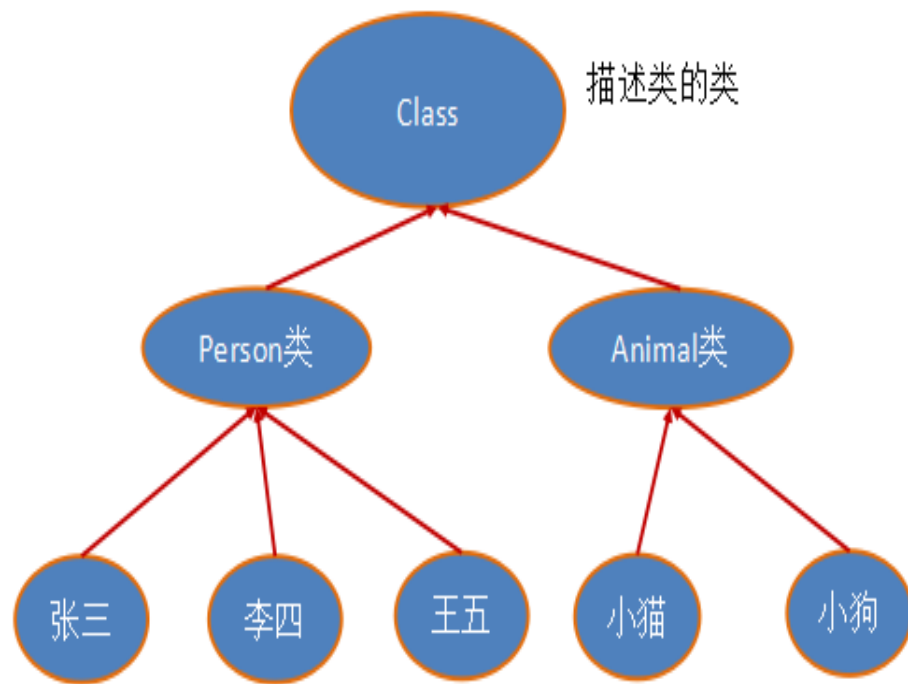 Class
描述类的类
Person类
Animal类
张三
李四
王五
小猫
小狗